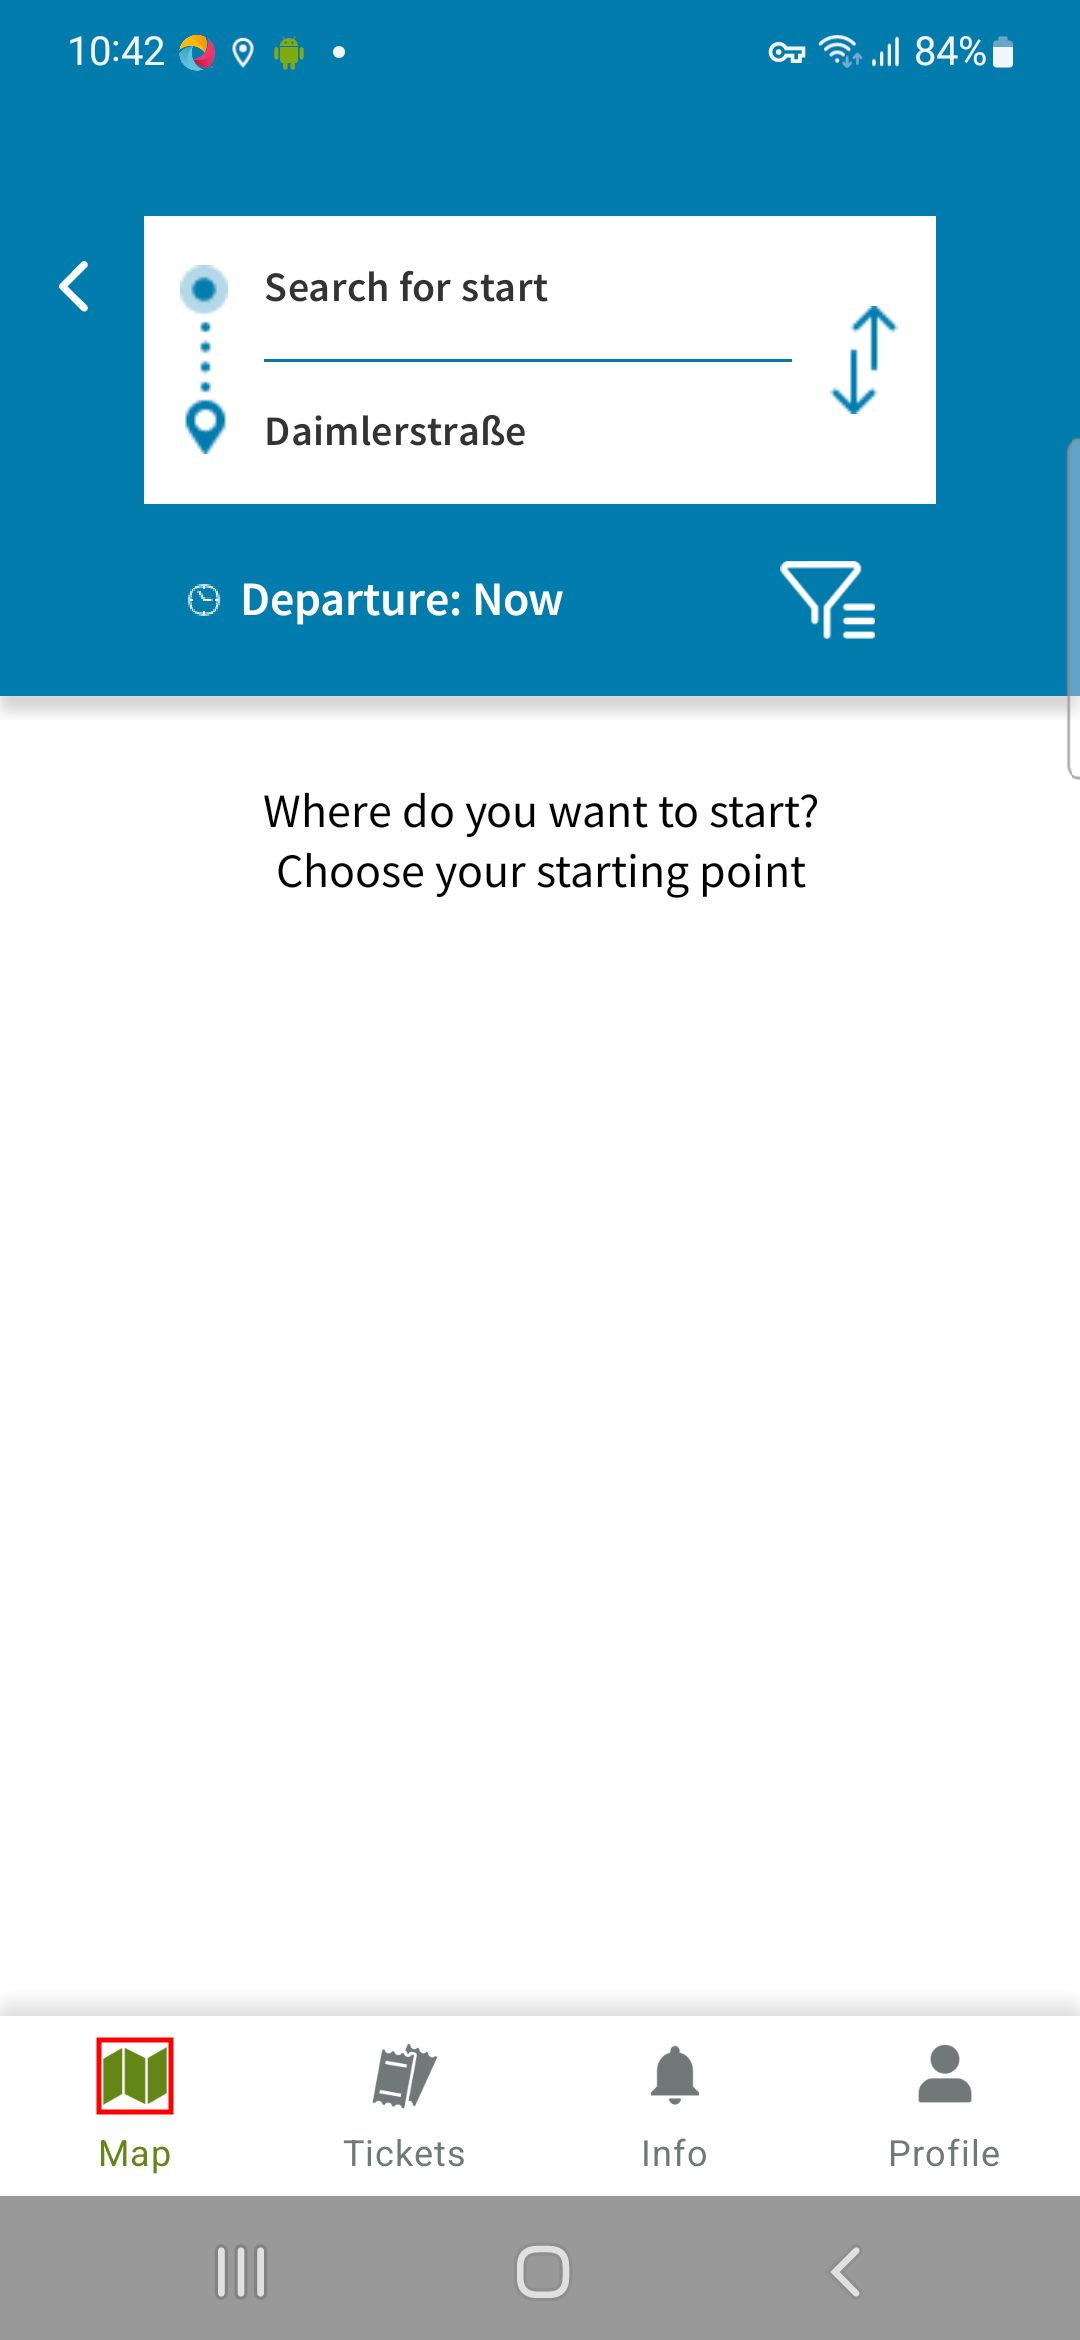 10:42
84%
Search for start
Daimlerstraße
Departure: Now
Where do you want to start?
Choose your starting point
Map
Tickets
Info
Profile